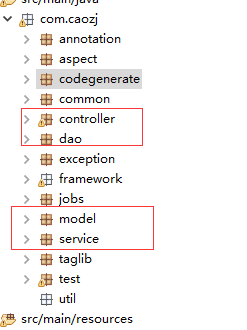 src/main/java
com.caozj
annotation
aspect
codegenerate
common
controller
dao
exception
framework
jobs
model
service
taglib
test
util
src/main/resources